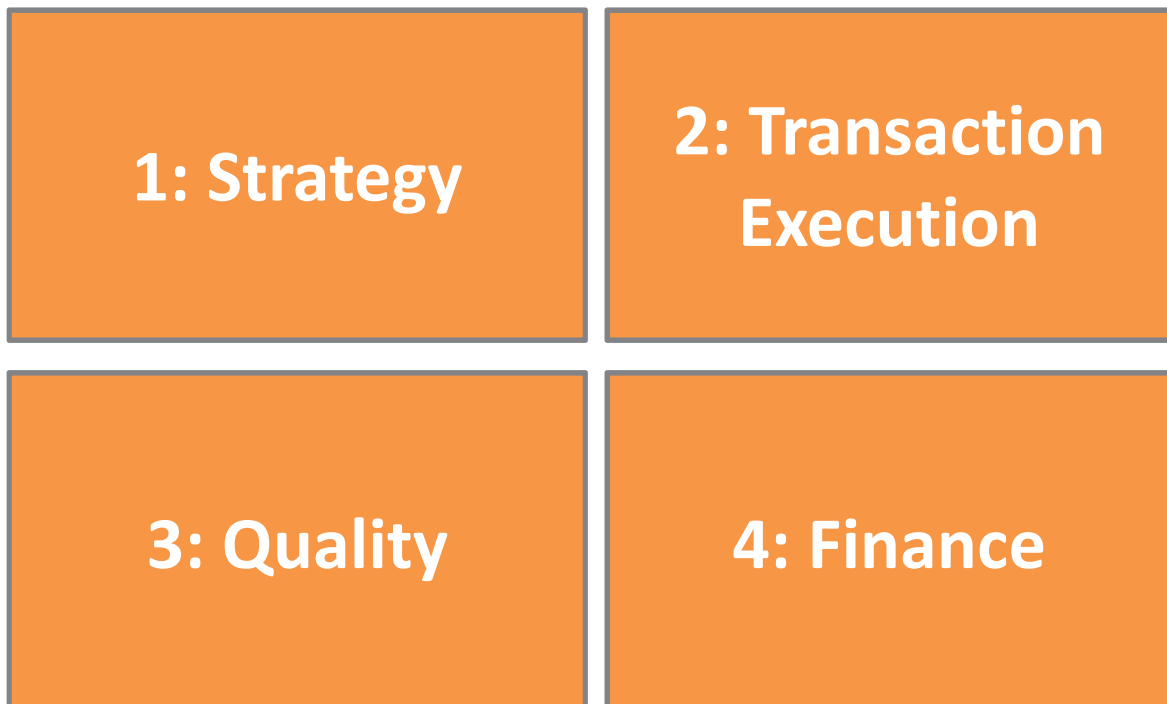 1: Strategy
2: Transaction
Execution
3: Quality
4: Finance